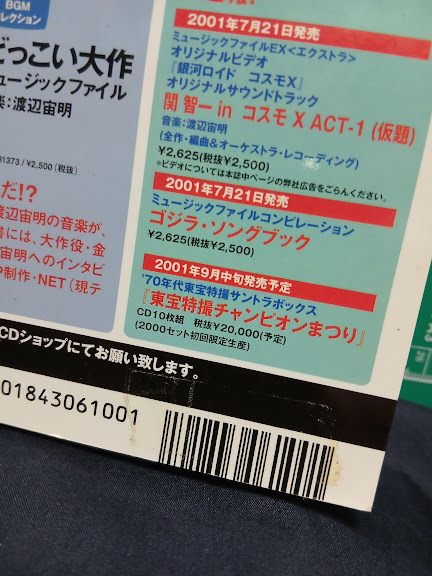 BGM
レクション
どっこい大作
ュージックファイル
楽:渡辺宙明
31373/¥2,500(税抜)
だ!?
渡辺宙明の音楽が、
書には、大作役・金
宙明へのインタビ
P制作・NET(現テ
2001年7月21日発売
ミュージックファイルEX<エクストラ>
オリジナルビデオ
『銀河ロイド コスモX』
オリジナルサウンドトラック
関 智一 in コスモ X ACT-1 (仮題)
音楽:渡辺宙明
(全作・編曲&オーケストラ・レコーディング)
¥2,625(税抜¥2,500)
*ビデオについては本誌中ページの弊社広告をごらんください。
2001年7月21日発売
ミュージックファイルコンピレーション
ゴジラ・ソングブック
¥2,625(税抜¥2,500)
2001年9月中旬発売予定
'70年代東宝特撮サントラボックス
『東宝特撮チャンピオンまつり』
CD10枚組 税抜¥20,000(予定)
(2000セット初回限定生産)
CDショップにてお願い致します。
01843061001